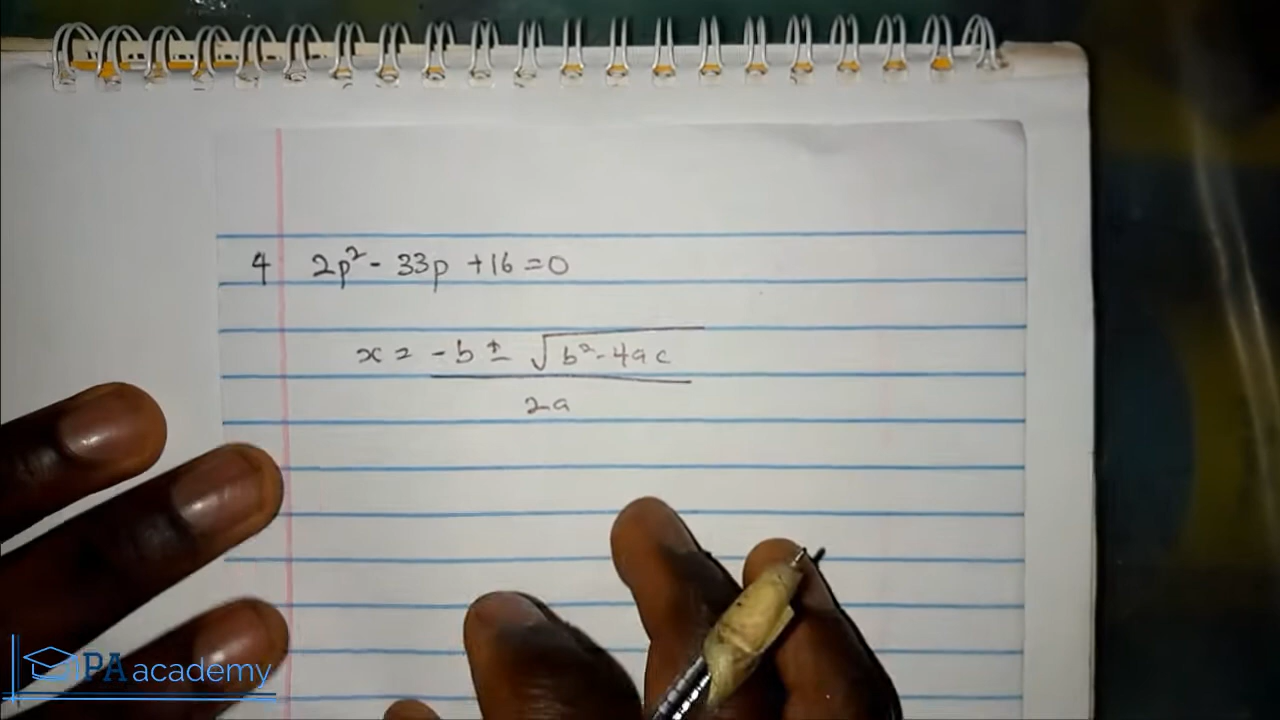 4 2p² - 33p +16 = 0
x = -b ± √b² - 4ac
2a
PA academy